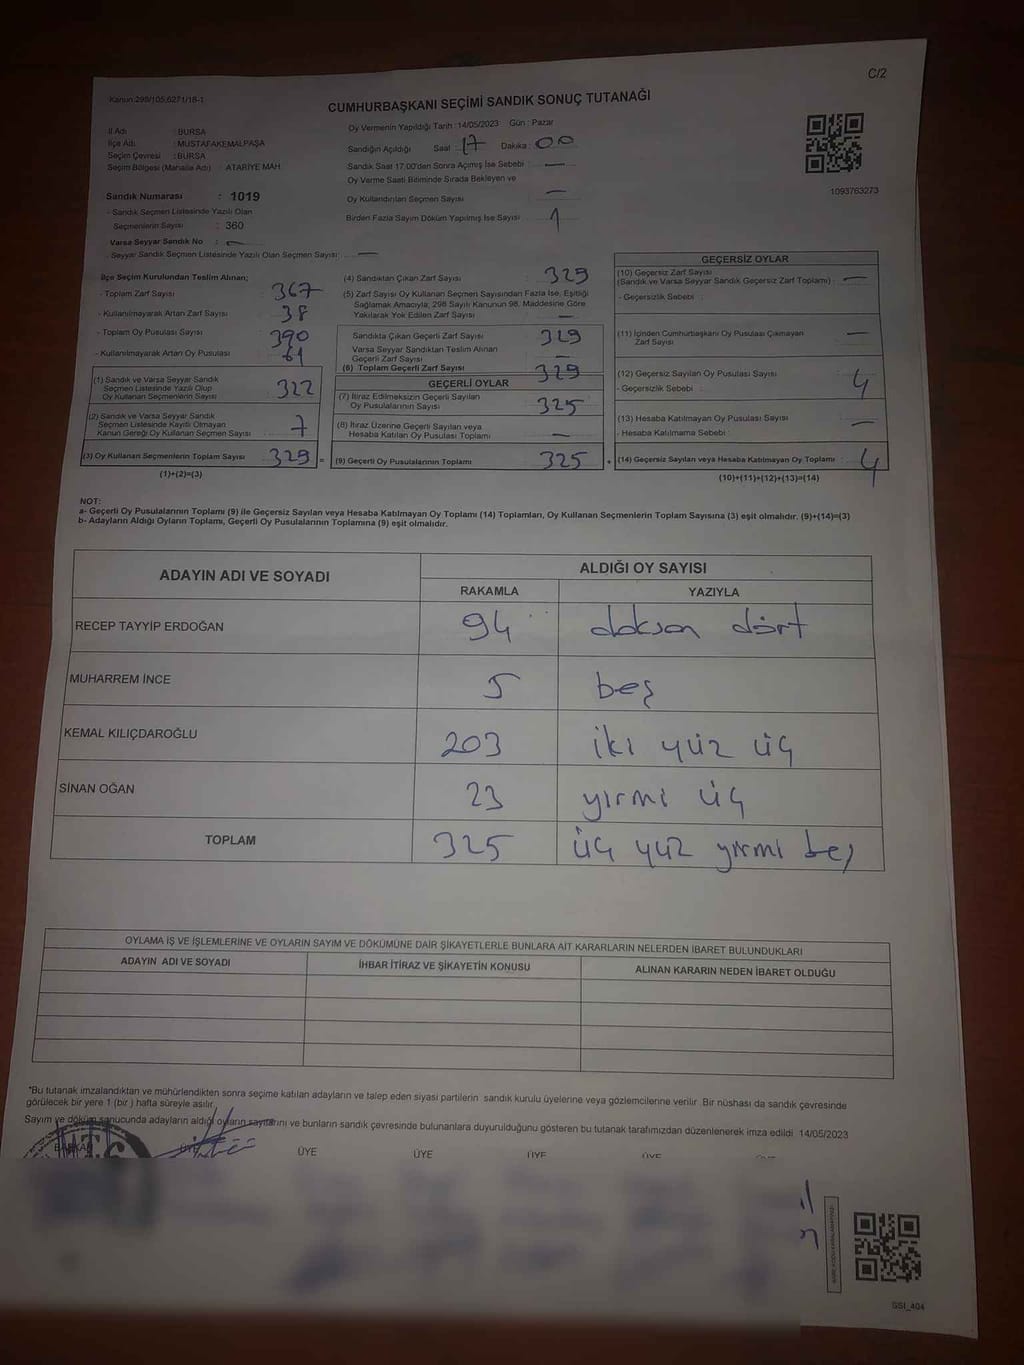 C/2
Kanun:298/105,6271/18-1
CUMHURBAŞKANI SEÇİMİ SANDIK SONUÇ TUTANAĞI
İl Adı : BURSA
İlçe Adı : MUSTAFAKEMALPAŞA
Seçim Çevresi : BURSA
Seçim Bölgesi (Mahalle Adı) : ATARİYE MAH.
Oy Vermenin Yapıldığı Tarih :14/05/2023 Gün : Pazar
Sandığın Açıldığı Saat 17 Dakika : 00
Sandık Saat 17:00'den Sonra Açımış İse Sebebi : —
Oy Verme Saati Bitiminde Sırada Bekleyen ve
Oy Kullandırılan Seçmen Sayısı —
Birden Fazla Sayım Döküm Yapılmış İse Sayısı 1
1093763273
Sandık Numarası : 1019
- Sandık Seçmen Listesinde Yazılı Olan
Seçmenlerin Sayısı : 360
Varsa Seyyar Sandık No : —
- Seyyar Sandık Seçmen Listesinde Yazılı Olan Seçmen Sayısı: —
İlçe Seçim Kurulundan Teslim Alınan;
- Toplam Zarf Sayısı 367
- Kullanılmayarak Artan Zarf Sayısı 38
- Toplam Oy Pusulası Sayısı 390
- Kullanılmayarak Artan Oy Pusulası 61
(1) Sandık ve Varsa Seyyar Sandık
Seçmen Listesinde Yazılı Olup
Oy Kullanan Seçmenlerin Sayısı 322
(2) Sandık ve Varsa Seyyar Sandık
Seçmen Listesinde Kayıtlı Olmayan
Kanun Gereği Oy Kullanan Seçmen Sayısı 7
(3) Oy Kullanan Seçmenlerin Toplam Sayısı 329 =
(1)+(2)=(3)
(4) Sandıktan Çıkan Zarf Sayısı : 329
(5) Zarf Sayısı Oy Kullanan Seçmen Sayısından Fazla İse, Eşitliği
Sağlamak Amacıyla, 298 Sayılı Kanunun 98. Maddesine Göre
Yakılarak Yok Edilen Zarf Sayısı : —
Sandıkta Çıkan Geçerli Zarf Sayısı : 329
Varsa Seyyar Sandıktan Teslim Alınan
Geçerli Zarf Sayısı : —
(6) Toplam Geçerli Zarf Sayısı : 329
GEÇERLİ OYLAR
(7) İtiraz Edilmeksizin Geçerli Sayılan
Oy Pusulalarının Sayısı : 325
(8) İtiraz Üzerine Geçerli Sayılan veya
Hesaba Katılan Oy Pusulası Toplamı : —
(9) Geçerli Oy Pusulalarının Toplamı : 325 +
GEÇERSİZ OYLAR
(10) Geçersiz Zarf Sayısı
(Sandık ve Varsa Seyyar Sandık Geçersiz Zarf Toplamı) : —
- Geçersizlik Sebebi :
(11) İçinden Cumhurbaşkanı Oy Pusulası Çıkmayan
Zarf Sayısı —
(12) Geçersiz Sayılan Oy Pusulası Sayısı : 4
- Geçersizlik Sebebi :
(13) Hesaba Katılmayan Oy Pusulası Sayısı : —
- Hesaba Katılmama Sebebi :
(14) Geçersiz Sayılan veya Hesaba Katılmayan Oy Toplamı : 4
(10)+(11)+(12)+(13)=(14)
NOT:
a- Geçerli Oy Pusulalarının Toplamı (9) ile Geçersiz Sayılan veya Hesaba Katılmayan Oy Toplamı (14) Toplamları, Oy Kullanan Seçmenlerin Toplam Sayısına (3) eşit olmalıdır. (9)+(14)=(3)
b- Adayların Aldığı Oyların Toplamı, Geçerli Oy Pusulalarının Toplamına (9) eşit olmalıdır.
ADAYIN ADI VE SOYADI ALDIĞI OY SAYISI
RAKAMLA YAZIYLA
RECEP TAYYİP ERDOĞAN 94 doksan dört
MUHARREM İNCE 5 beş
KEMAL KILIÇDAROĞLU 203 iki yüz üç
SİNAN OĞAN 23 yirmi üç
TOPLAM 325 üç yüz yirmi beş
OYLAMA İŞ VE İŞLEMLERİNE VE OYLARIN SAYIM VE DÖKÜMÜNE DAİR ŞİKAYETLERLE BUNLARA AİT KARARLARIN NELERDEN İBARET BULUNDUKLARI
ADAYIN ADI VE SOYADI İHBAR İTİRAZ VE ŞİKAYETİN KONUSU ALINAN KARARIN NEDEN İBARET OLDUĞU
*Bu tutanak imzalandıktan ve mühürlendikten sonra seçime katılan adayların ve talep eden siyasi partilerin sandık kurulu üyelerine veya gözlemcilerine verilir. Bir nüshası da sandık çevresinde
görülecek bir yere 1 (bir ) hafta süreyle asılır.
Sayım ve döküm sonucunda adayların aldığı oyların sayılarını ve bunların sandık çevresinde bulunanlara duyurulduğunu gösteren bu tutanak tarafımızdan düzenlenerek imza edildi 14/05/2023
BAŞKAN ÜYE ÜYE ÜYE ÜYE ÜYE
SSI_404